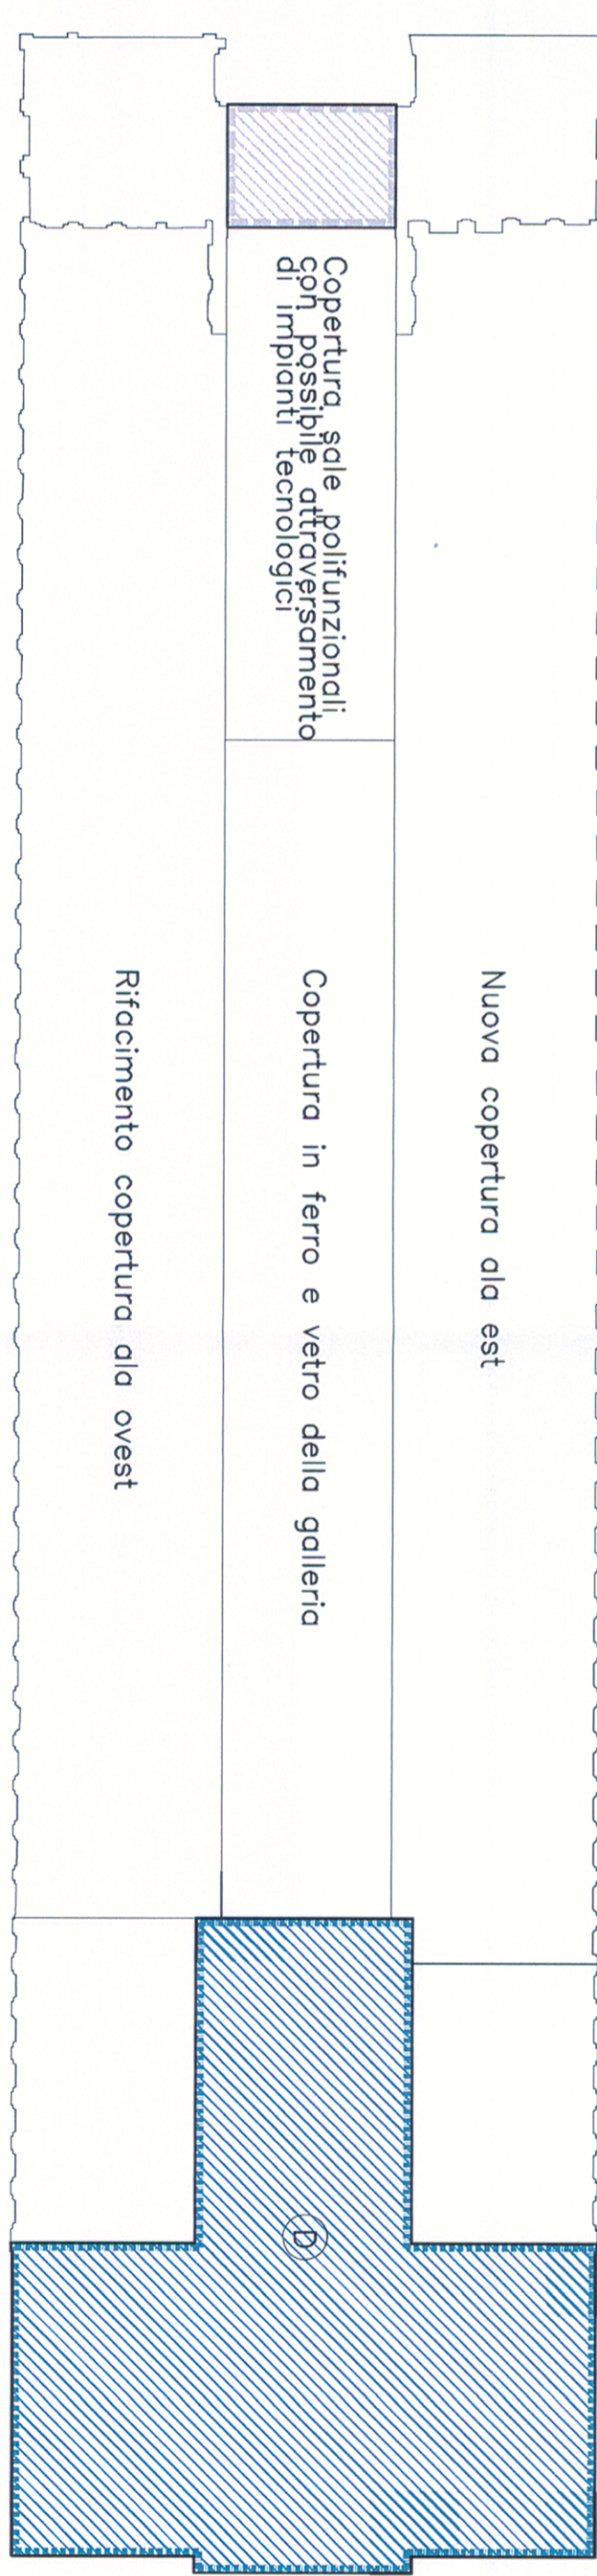 Nuova copertura ala est
Copertura sale polifunzionali
con possibile attraversamento
di impianti tecnologici
Copertura in ferro e vetro della galleria
D
Rifacimento copertura ala ovest